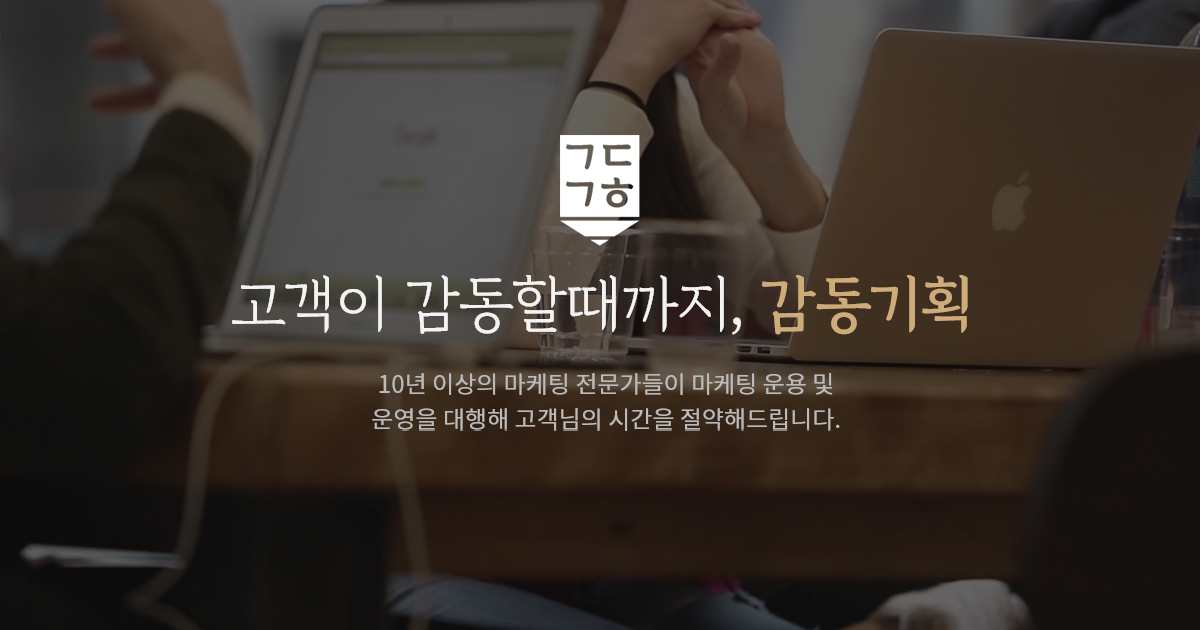 ㄱㄷ
ㄱㅎ
고객이 감동할때까지, 감동기획
10년 이상의 마케팅 전문가들이 마케팅 운용 및
운영을 대행해 고객님의 시간을 절약해드립니다.
Google